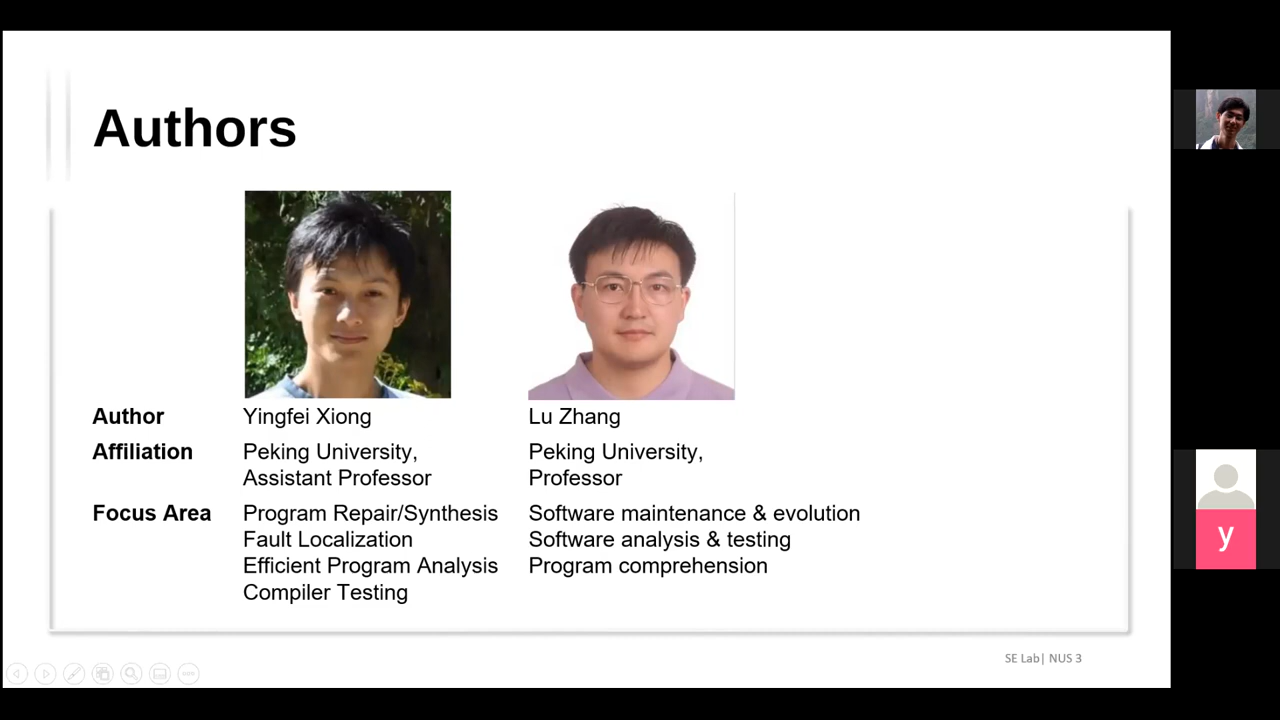 Authors
Author Yingfei Xiong Lu Zhang
Affiliation Peking University, Peking University,
Assistant Professor Professor
Focus Area Program Repair/Synthesis Software maintenance & evolution
Fault Localization Software analysis & testing
Efficient Program Analysis Program comprehension
Compiler Testing
SE Lab| NUS 3
y